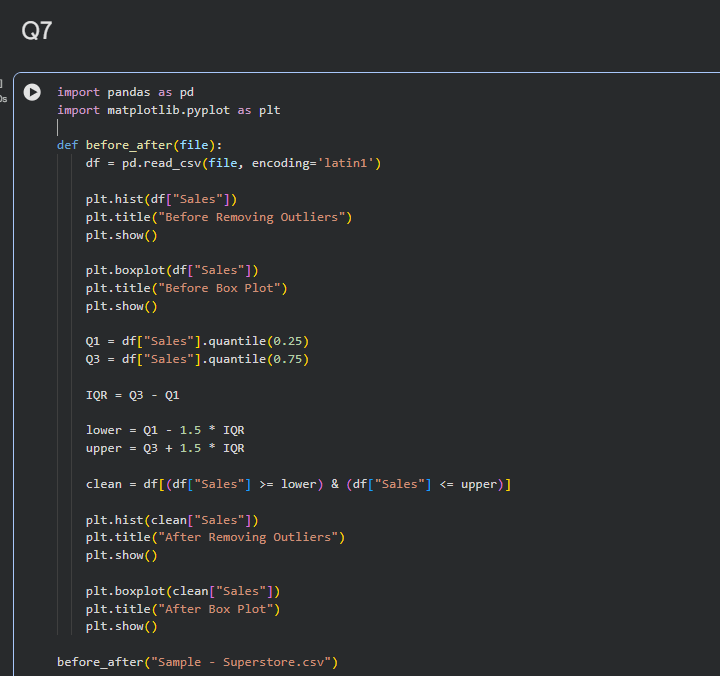 Q7
import pandas as pd
import matplotlib.pyplot as plt
def before_after(file):
df = pd.read_csv(file, encoding='latin1')
plt.hist(df["Sales"])
plt.title("Before Removing Outliers")
plt.show()
plt.boxplot(df["Sales"])
plt.title("Before Box Plot")
plt.show()
Q1 = df["Sales"].quantile(0.25)
Q3 = df["Sales"].quantile(0.75)
IQR = Q3 - Q1
lower = Q1 - 1.5 * IQR
upper = Q3 + 1.5 * IQR
clean = df[(df["Sales"] >= lower) & (df["Sales"] <= upper)]
plt.hist(clean["Sales"])
plt.title("After Removing Outliers")
plt.show()
plt.boxplot(clean["Sales"])
plt.title("After Box Plot")
plt.show()
before_after("Sample - Superstore.csv")